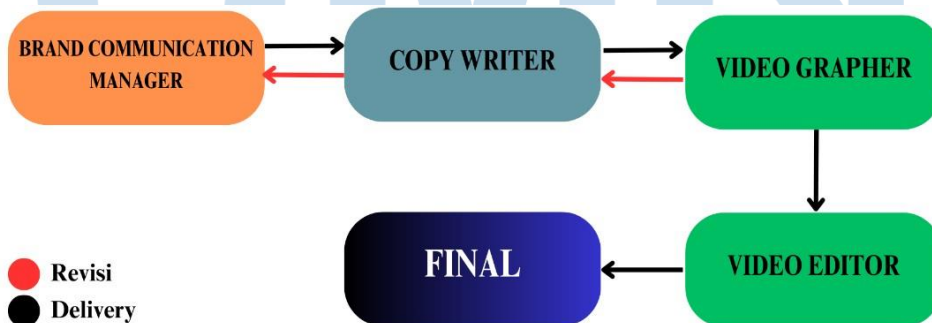 BRAND COMMUNICATION
MANAGER
COPY WRITER
VIDEO GRAPHER
VIDEO EDITOR
FINAL
Revisi
Delivery